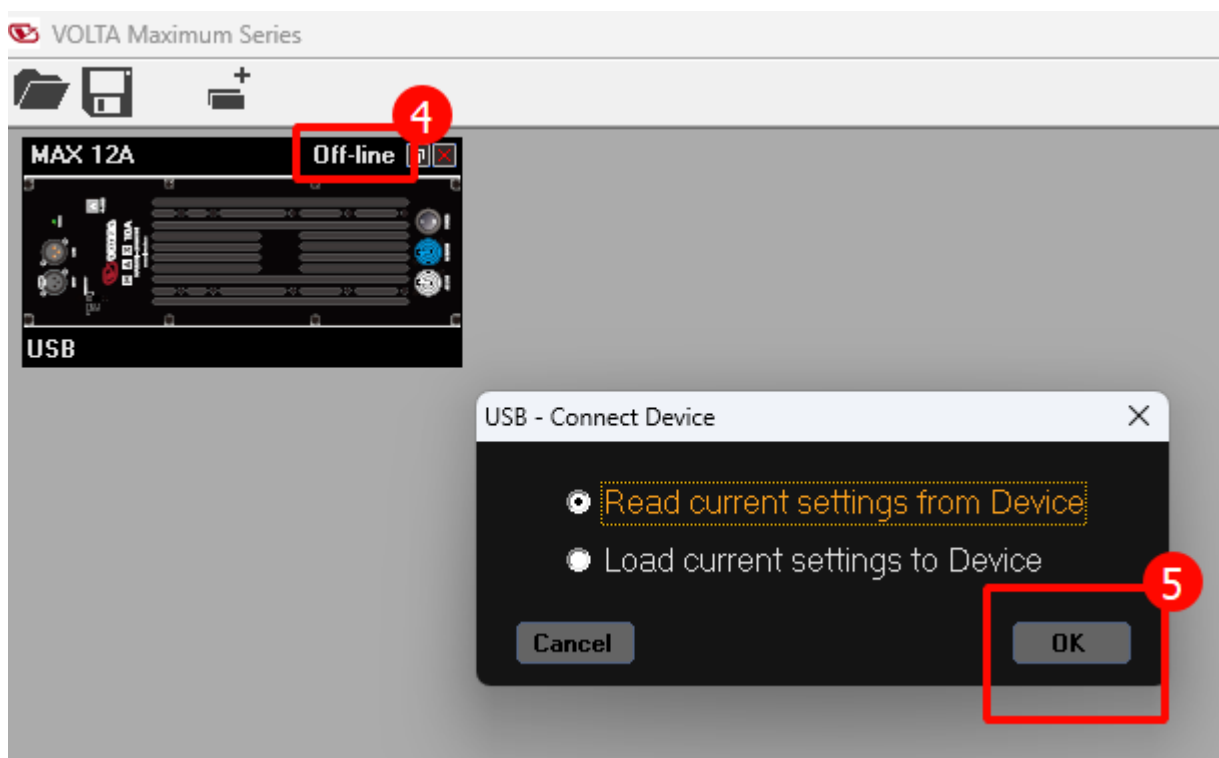 VOLTA Maximum Series
4
MAX 12A Off-line
USB
USB - Connect Device
Read current settings from Device
Load current settings to Device
5
Cancel OK